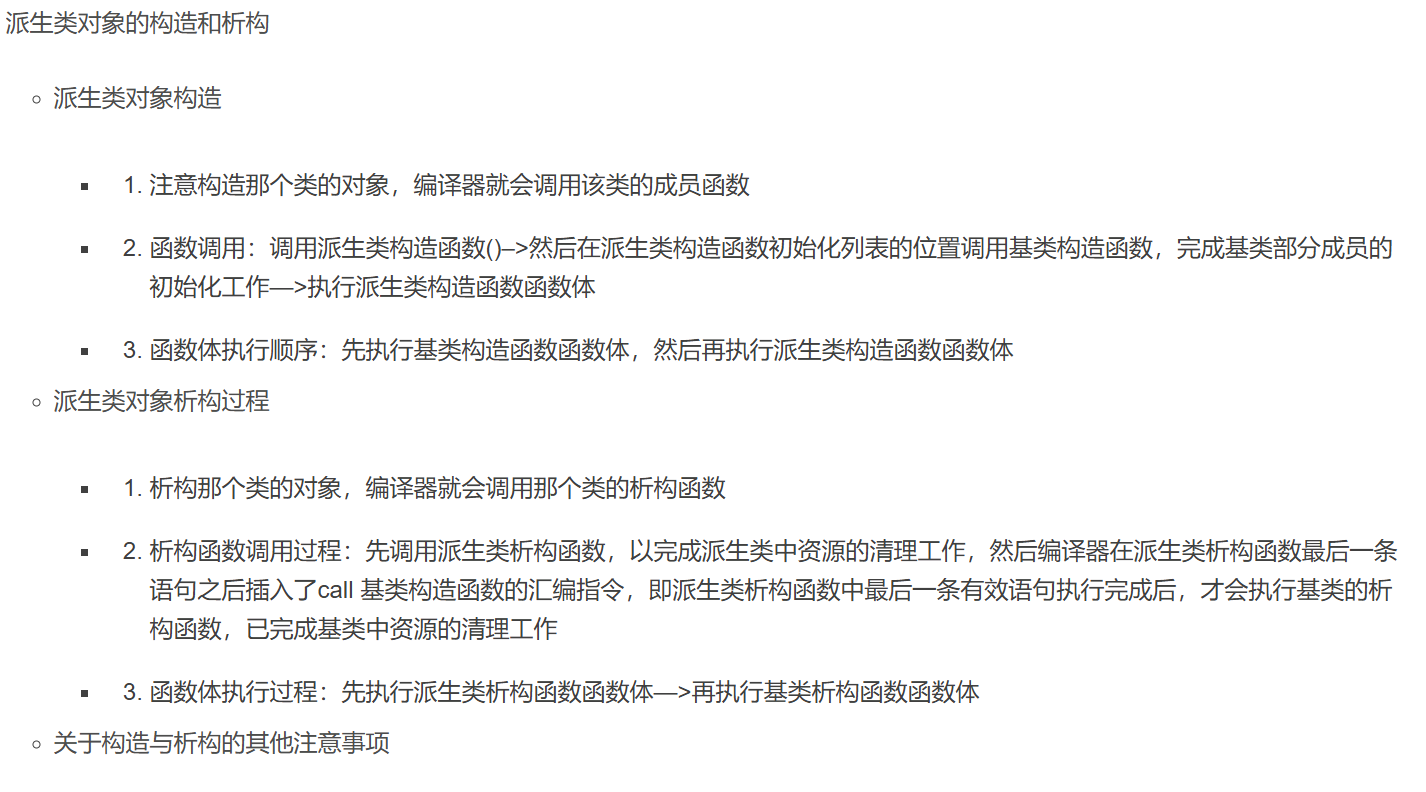 派生类对象的构造和析构
派生类对象构造
1. 注意构造那个类的对象，编译器就会调用该类的成员函数
2. 函数调用：调用派生类构造函数()–>然后在派生类构造函数初始化列表的位置调用基类构造函数，完成基类部分成员的
初始化工作—>执行派生类构造函数函数体
3. 函数体执行顺序：先执行基类构造函数函数体，然后再执行派生类构造函数函数体
派生类对象析构过程
1. 析构那个类的对象，编译器就会调用那个类的析构函数
2. 析构函数调用过程：先调用派生类析构函数，以完成派生类中资源的清理工作，然后编译器在派生类析构函数最后一条
语句之后插入了call 基类构造函数的汇编指令，即派生类析构函数中最后一条有效语句执行完成后，才会执行基类的析
构函数，已完成基类中资源的清理工作
3. 函数体执行过程：先执行派生类析构函数函数体—>再执行基类析构函数函数体
关于构造与析构的其他注意事项